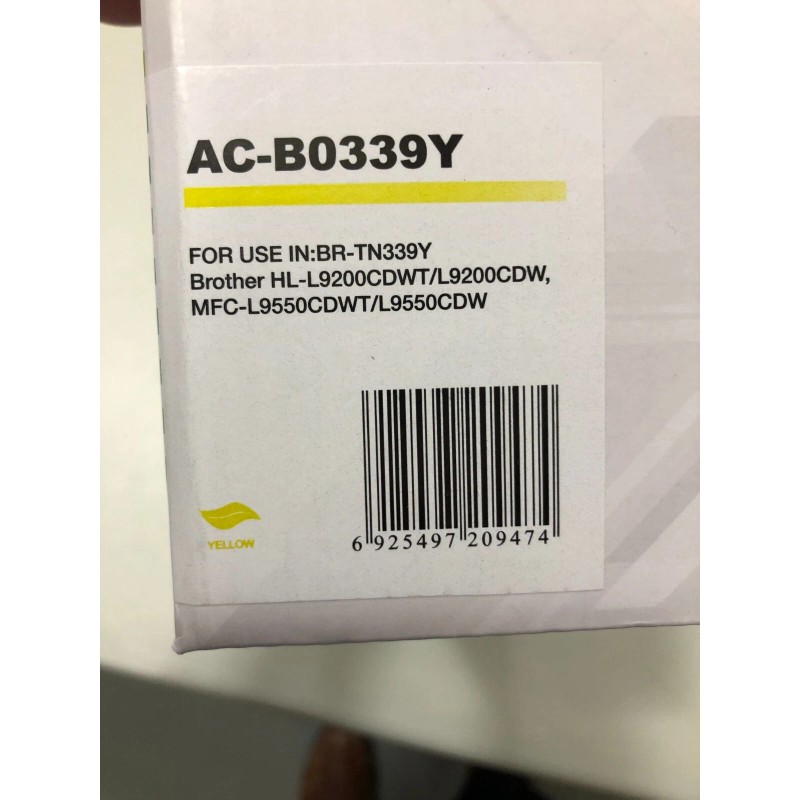 AC-B0339Y
FOR USE IN:BR-TN339Y
Brother HL-L9200CDWT/L9200CDW,
MFC-L9550CDWT/L9550CDW
YELLOW
6 925497 209474